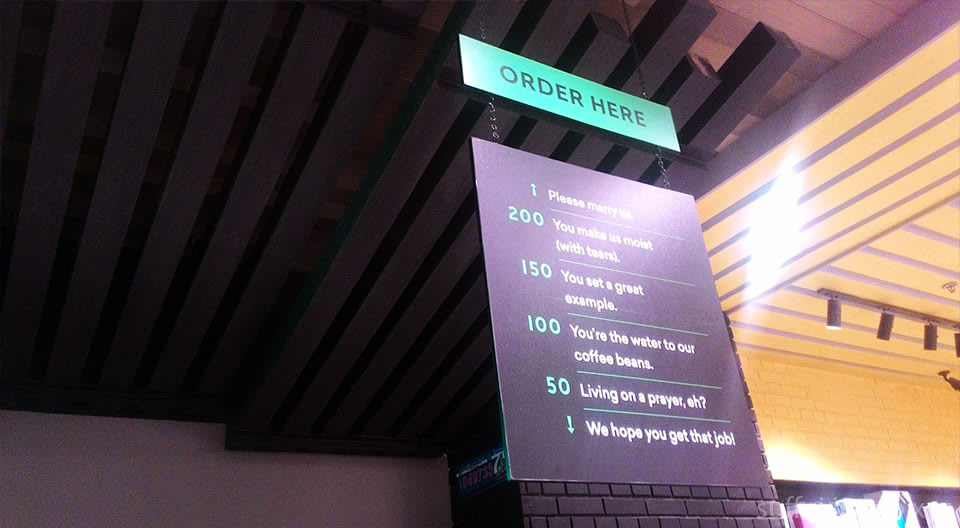 ORDER HERE
↑ Please marry us.
200 You make us moist
(with tears).
150 You set a great
example.
100 You're the water to our
coffee beans.
50 Living on a prayer, eh?
↓ We hope you get that job!